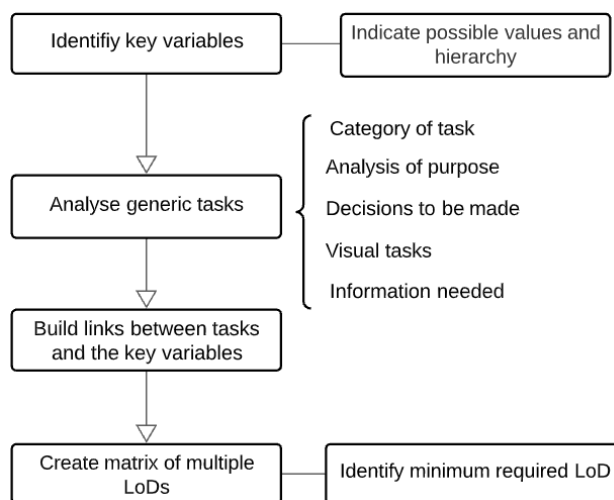 Identifiy key variables
Indicate possible values and
hierarchy
Category of task
Analysis of purpose
Analyse generic tasks
Decisions to be made
Visual tasks
Information needed
Build links between tasks
and the key variables
Create matrix of multiple
LoDs
Identify minimum required LoD